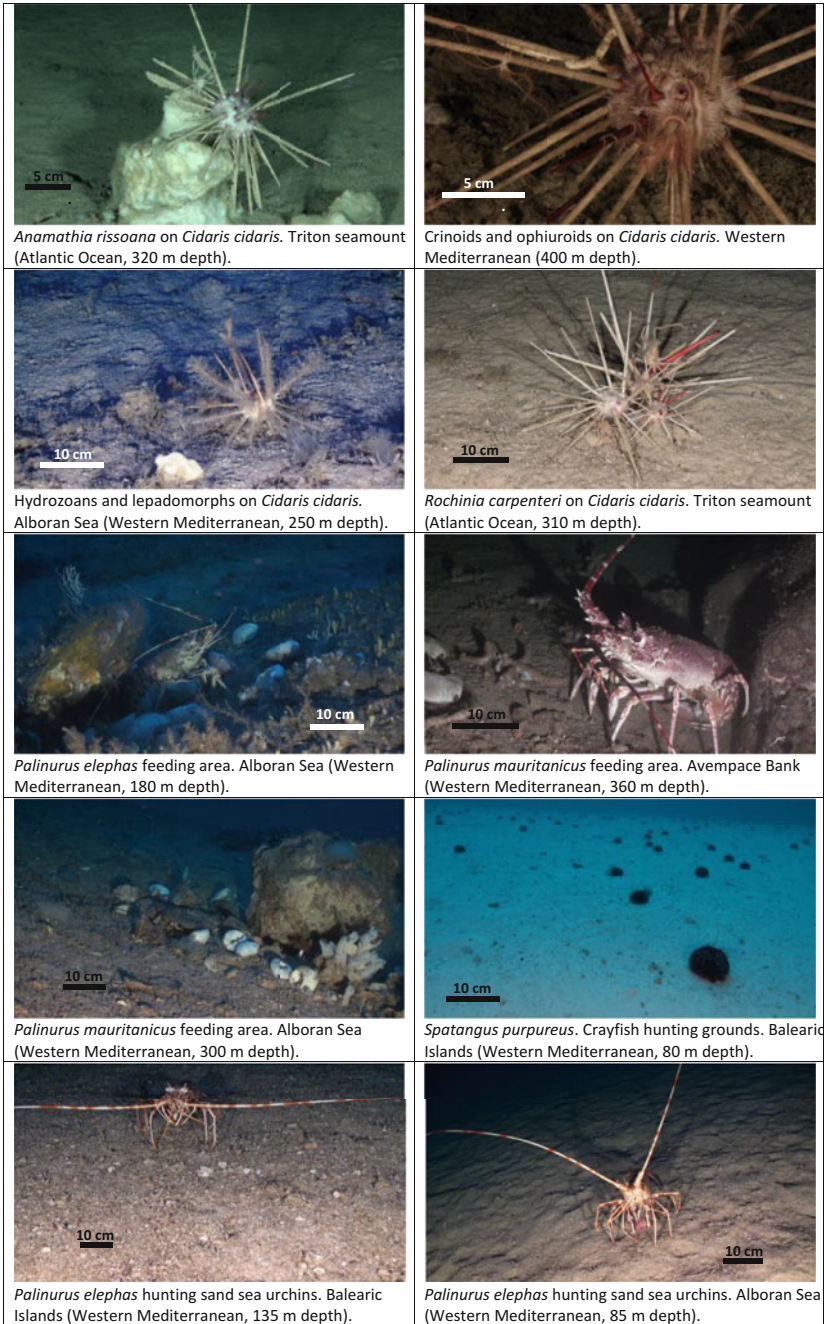 5 cm
5 cm
Anamathia rissoana on Cidaris cidaris. Triton seamount
(Atlantic Ocean, 320 m depth).
Crinoids and ophiuroids on Cidaris cidaris. Western
Mediterranean (400 m depth).
10 cm
10 cm
Hydrozoans and lepadomorphs on Cidaris cidaris.
Alboran Sea (Western Mediterranean, 250 m depth).
Rochinia carpenteri on Cidaris cidaris. Triton seamount
(Atlantic Ocean, 310 m depth).
10 cm
10 cm
Palinurus elephas feeding area. Alboran Sea (Western
Mediterranean, 180 m depth).
Palinurus mauritanicus feeding area. Avempace Bank
(Western Mediterranean, 360 m depth).
10 cm
10 cm
Palinurus mauritanicus feeding area. Alboran Sea
(Western Mediterranean, 300 m depth).
Spatangus purpureus. Crayfish hunting grounds. Balearic
Islands (Western Mediterranean, 80 m depth).
10 cm
10 cm
Palinurus elephas hunting sand sea urchins. Balearic
Islands (Western Mediterranean, 135 m depth).
Palinurus elephas hunting sand sea urchins. Alboran Sea
(Western Mediterranean, 85 m depth).